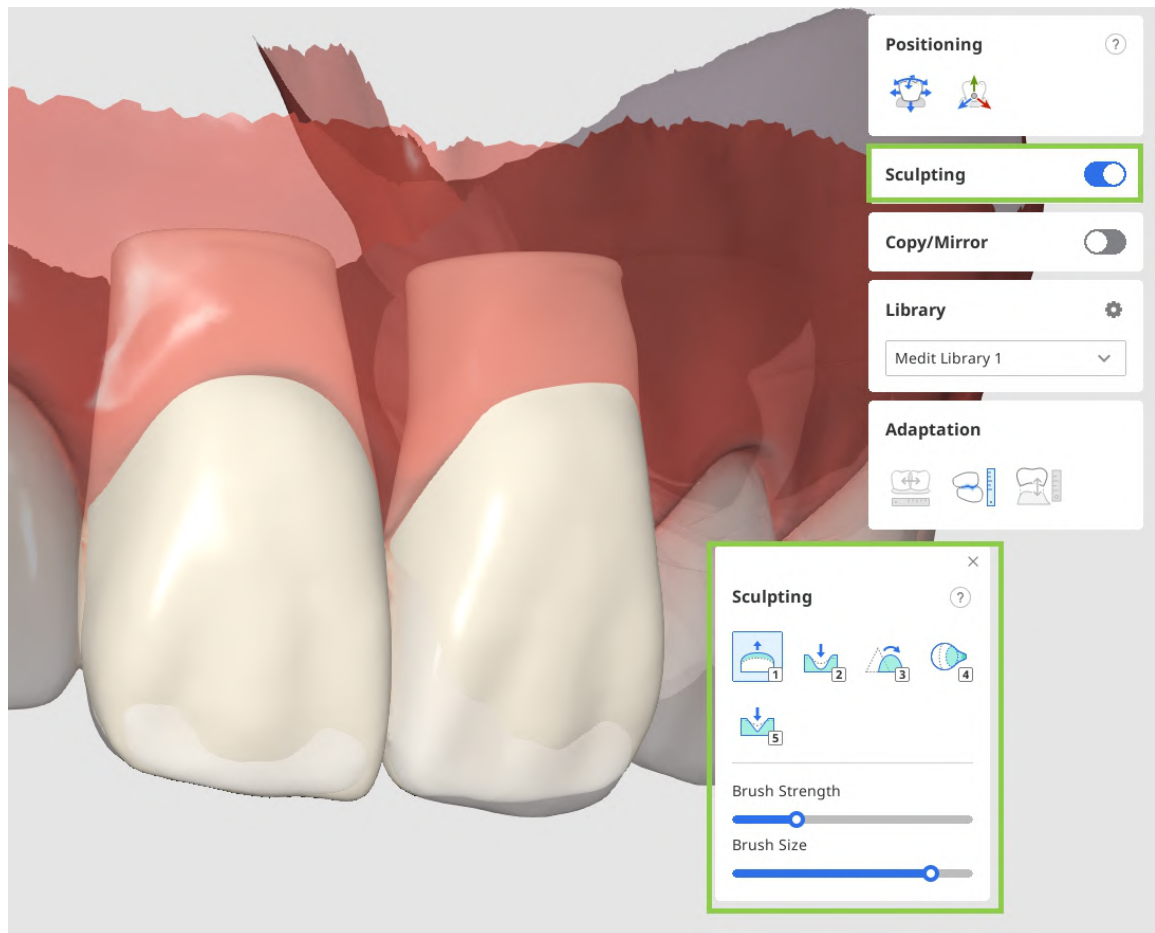 Positioning
?
Sculpting
Copy/Mirror
Library
Medit Library 1
Adaptation
Sculpting
?
1
2
3
4
5
Brush Strength
Brush Size